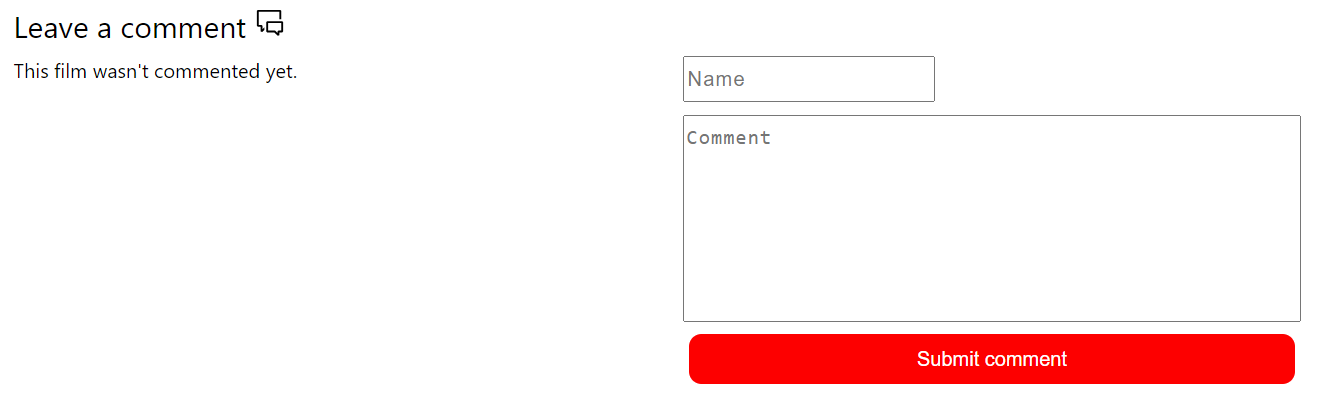 Leave a comment
This film wasn't commented yet.
Name
Comment
Submit comment